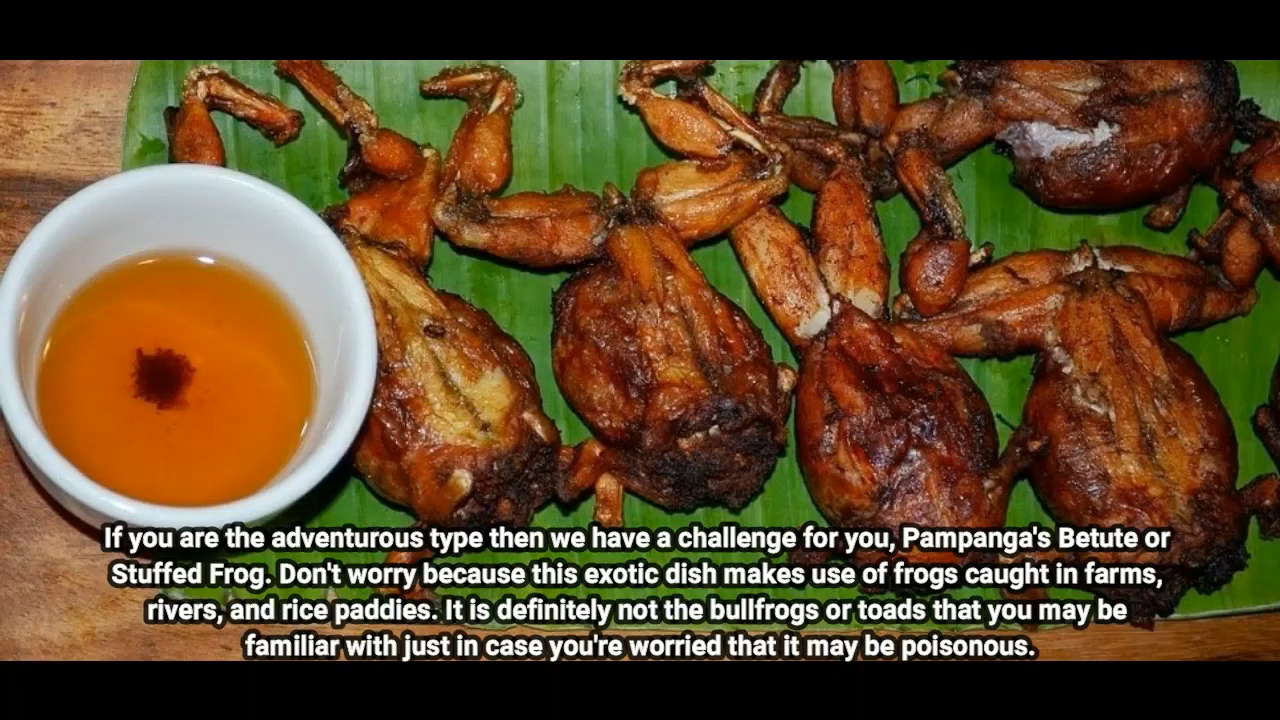 If you are the adventurous type then we have a challenge for you, Pampanga's Betute or
Stuffed Frog. Don't worry because this exotic dish makes use of frogs caught in farms,
rivers, and rice paddies. It is definitely not the bullfrogs or toads that you may be
familiar with just in case you're worried that it may be poisonous.